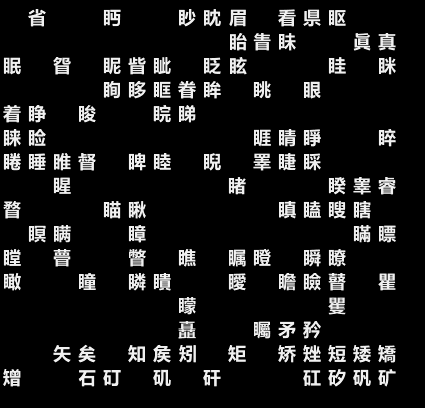 省眄眇眈眉看県眍
眙眚眛眞真
眠眢眤眥眦眨眩眭眯
眴眵眶眷眸眺眼
着睁睃睆睇
睐睑睚睛睜睟
睠睡睢督睥睦睨睪睫睬
睲睹睽睾睿
瞀瞄瞅瞋瞌瞍瞎
瞑瞒瞕瞞瞟
瞠瞢瞥瞧瞩瞪瞬瞭
瞰瞳瞵瞶瞹瞻瞼瞽瞿
矇矍
矗矚矛矜
矢矣知矦矧矩矫矬短矮矯
矰石矴矶矸矼矽矾矿